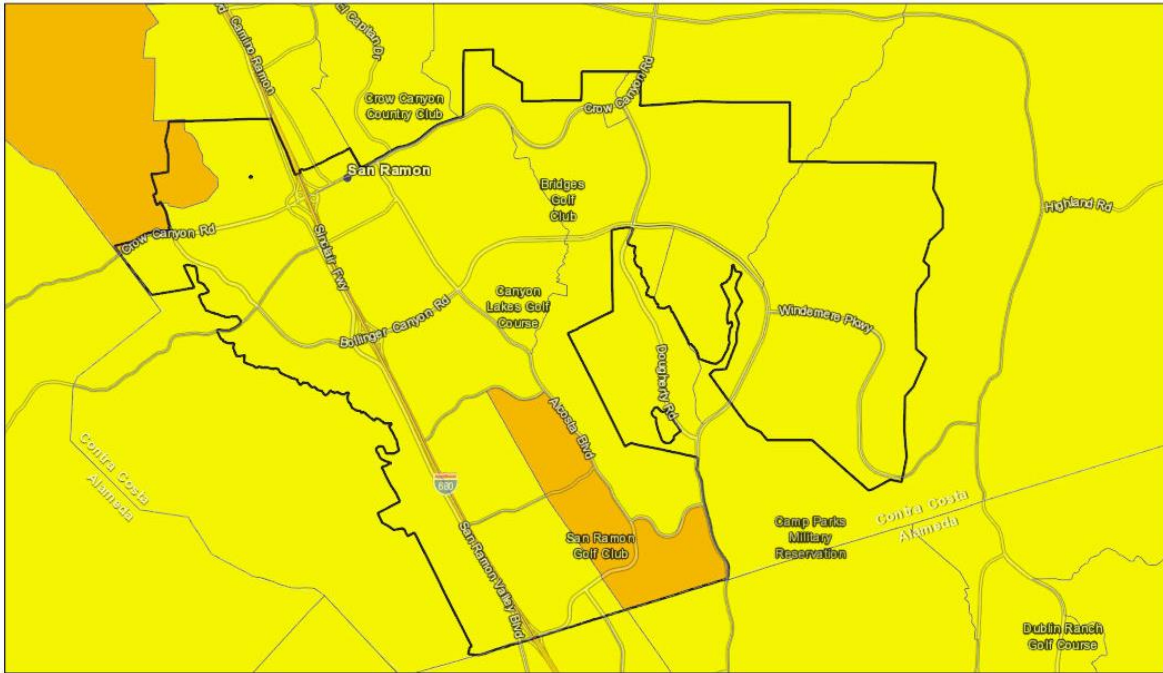 Camino Ramon
El Capitan Dr
Crow Canyon
Country Club
Crow Canyon Rd
San Ramon
Bridges
Golf
Club
Highland Rd
Crow Canyon Rd
Sinclair Fwy
Canyon
Lakes Golf
Course
Bollinger Canyon Rd
Windemere Pkwy
Dougherty Rd
Alcosta Blvd
Contra Costa
Alameda
680
San Ramon
Golf Club
Camp Parks
Military
Reservation
Contra Costa
Alameda
San Ramon Valley Blvd
Dublin Ranch
Golf Course